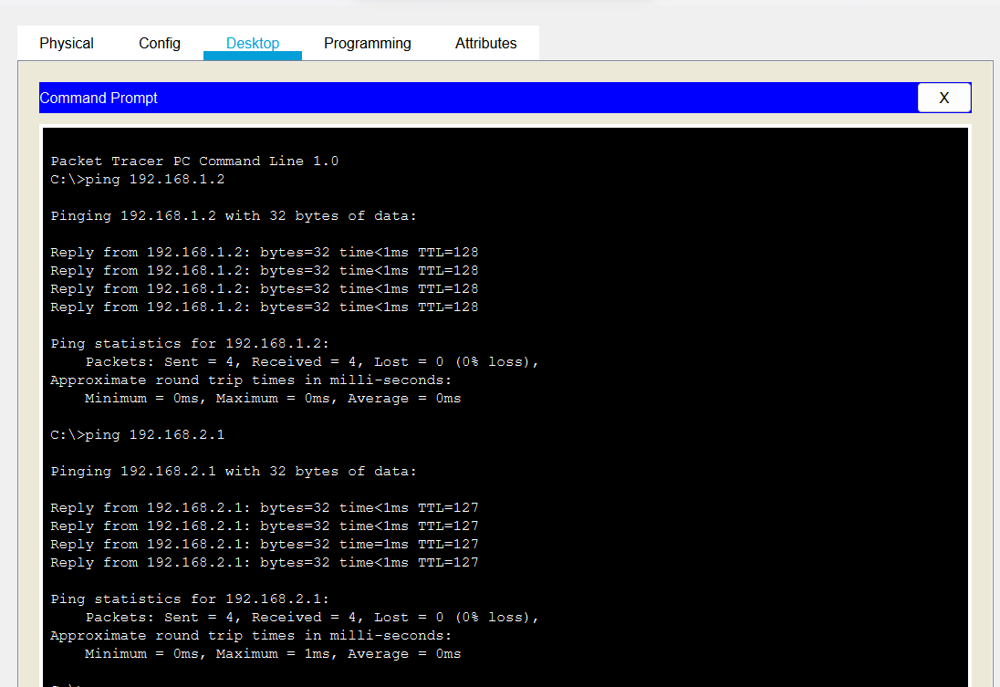 Physical Config Desktop Programming Attributes
Command Prompt X
Packet Tracer PC Command Line 1.0
C:\>ping 192.168.1.2
Pinging 192.168.1.2 with 32 bytes of data:
Reply from 192.168.1.2: bytes=32 time<1ms TTL=128
Reply from 192.168.1.2: bytes=32 time<1ms TTL=128
Reply from 192.168.1.2: bytes=32 time<1ms TTL=128
Reply from 192.168.1.2: bytes=32 time<1ms TTL=128
Ping statistics for 192.168.1.2:
Packets: Sent = 4, Received = 4, Lost = 0 (0% loss),
Approximate round trip times in milli-seconds:
Minimum = 0ms, Maximum = 0ms, Average = 0ms
C:\>ping 192.168.2.1
Pinging 192.168.2.1 with 32 bytes of data:
Reply from 192.168.2.1: bytes=32 time<1ms TTL=127
Reply from 192.168.2.1: bytes=32 time<1ms TTL=127
Reply from 192.168.2.1: bytes=32 time=1ms TTL=127
Reply from 192.168.2.1: bytes=32 time<1ms TTL=127
Ping statistics for 192.168.2.1:
Packets: Sent = 4, Received = 4, Lost = 0 (0% loss),
Approximate round trip times in milli-seconds:
Minimum = 0ms, Maximum = 1ms, Average = 0ms